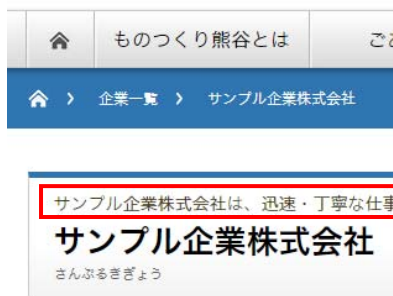 ものつくり熊谷とは
企業一覧 > サンプル企業株式会社
サンプル企業株式会社は、迅速・丁寧な仕事
サンプル企業株式会社
さんぷるきぎょう